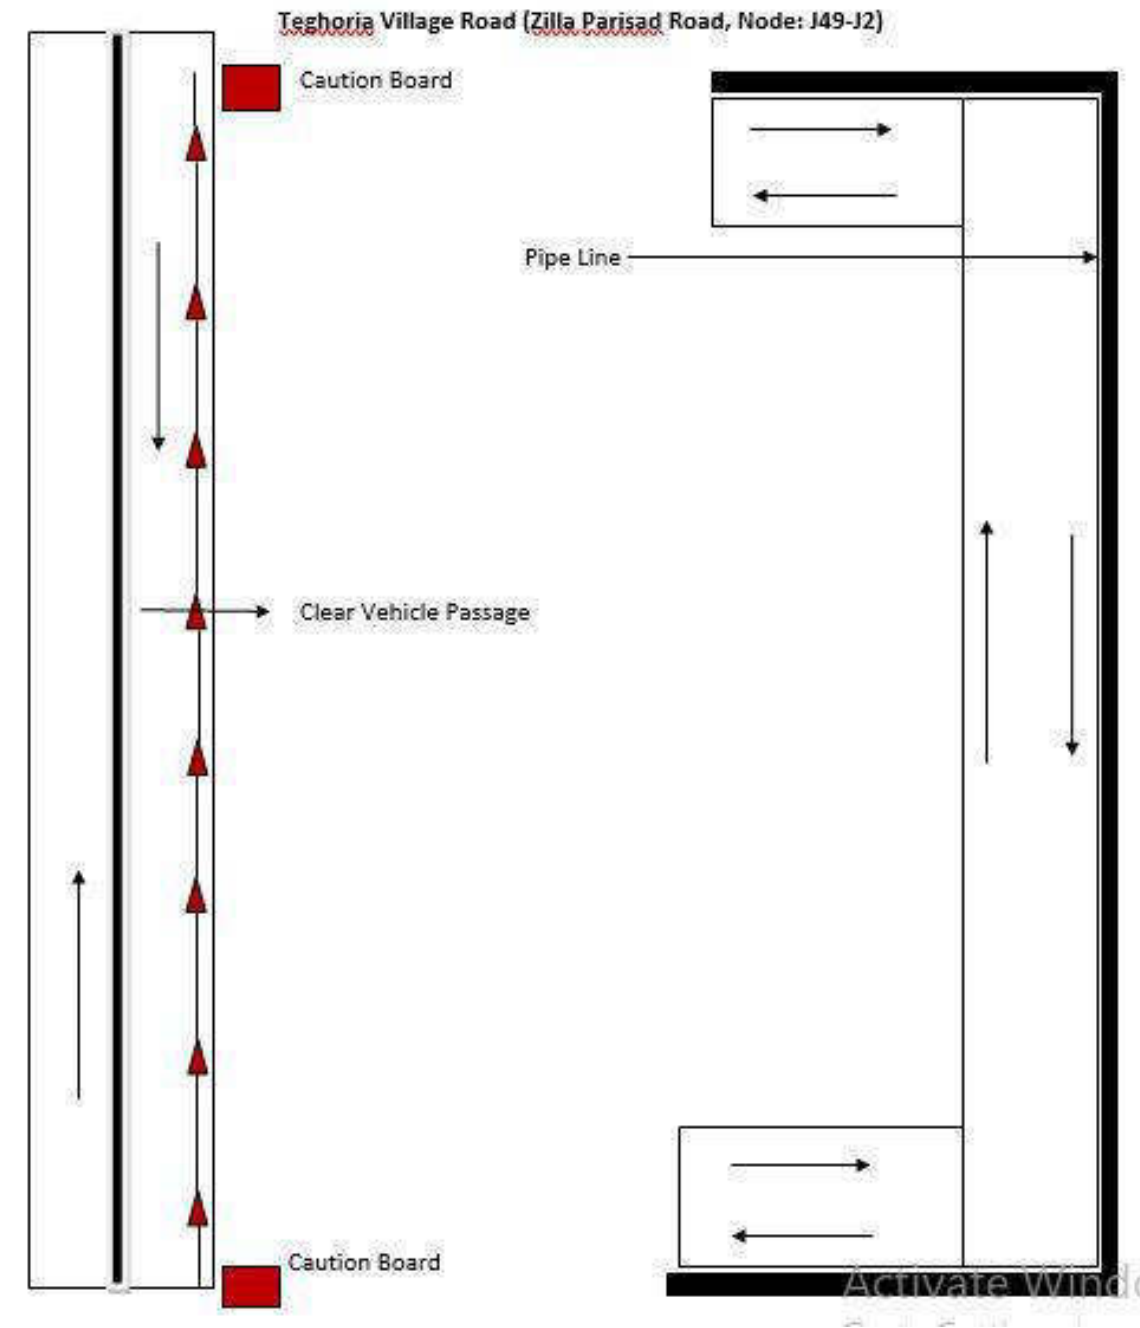 Teghoria Village Road (Zilla Parisad Road, Node: J49-J2)
Caution Board
Pipe Line
Clear Vehicle Passage
Caution Board
Activate Windo